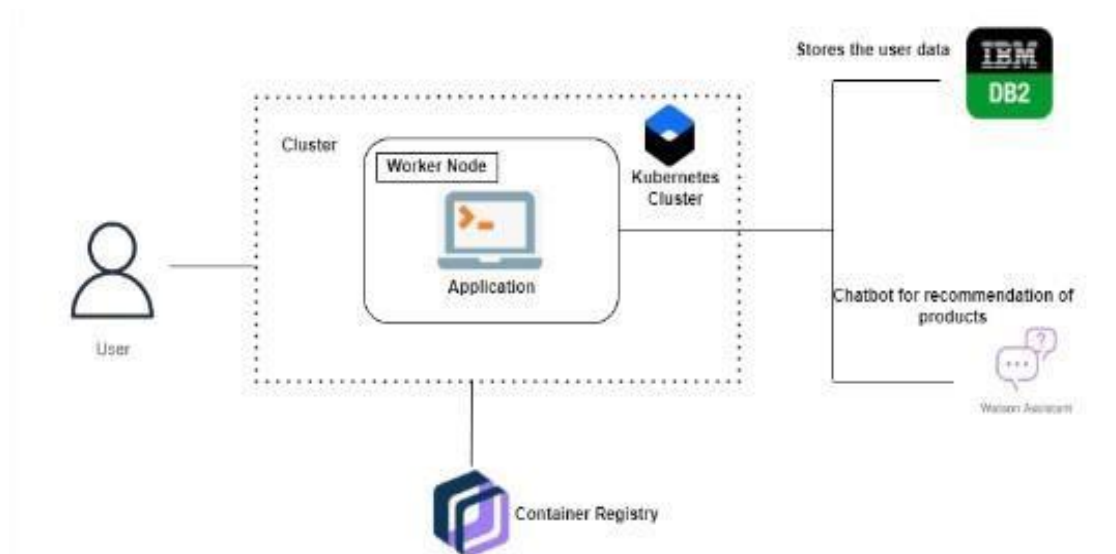 Stores the user data
IBM
DB2
Cluster
Worker Node
Kubernetes
Cluster
Application
User
Chatbot for recommendation of
products
?
Watson Assistant
Container Registry